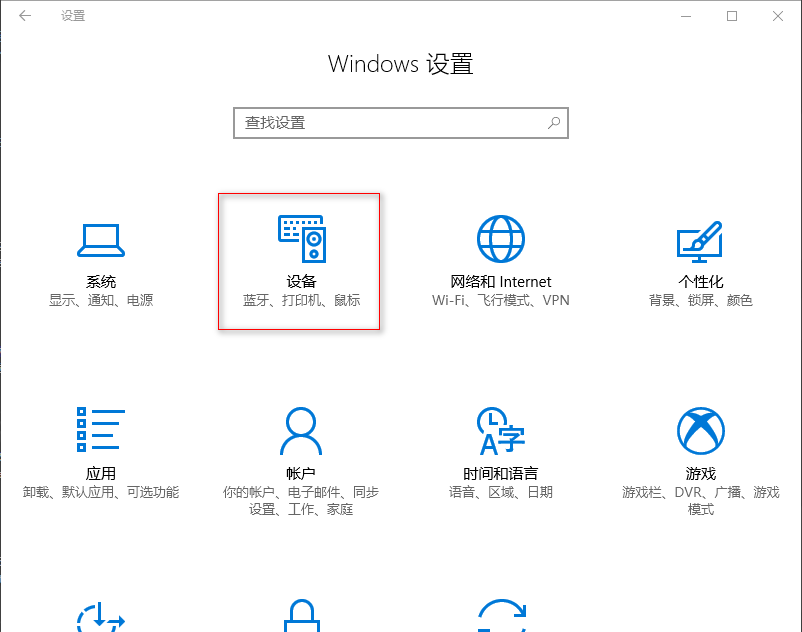 设置
Windows 设置
查找设置
系统
显示、通知、电源
设备
蓝牙、打印机、鼠标
网络和 Internet
Wi-Fi、飞行模式、VPN
个性化
背景、锁屏、颜色
应用
卸载、默认应用、可选功能
帐户
你的帐户、电子邮件、同步
设置、工作、家庭
时间和语言
语音、区域、日期
游戏
游戏栏、DVR、广播、游戏
模式